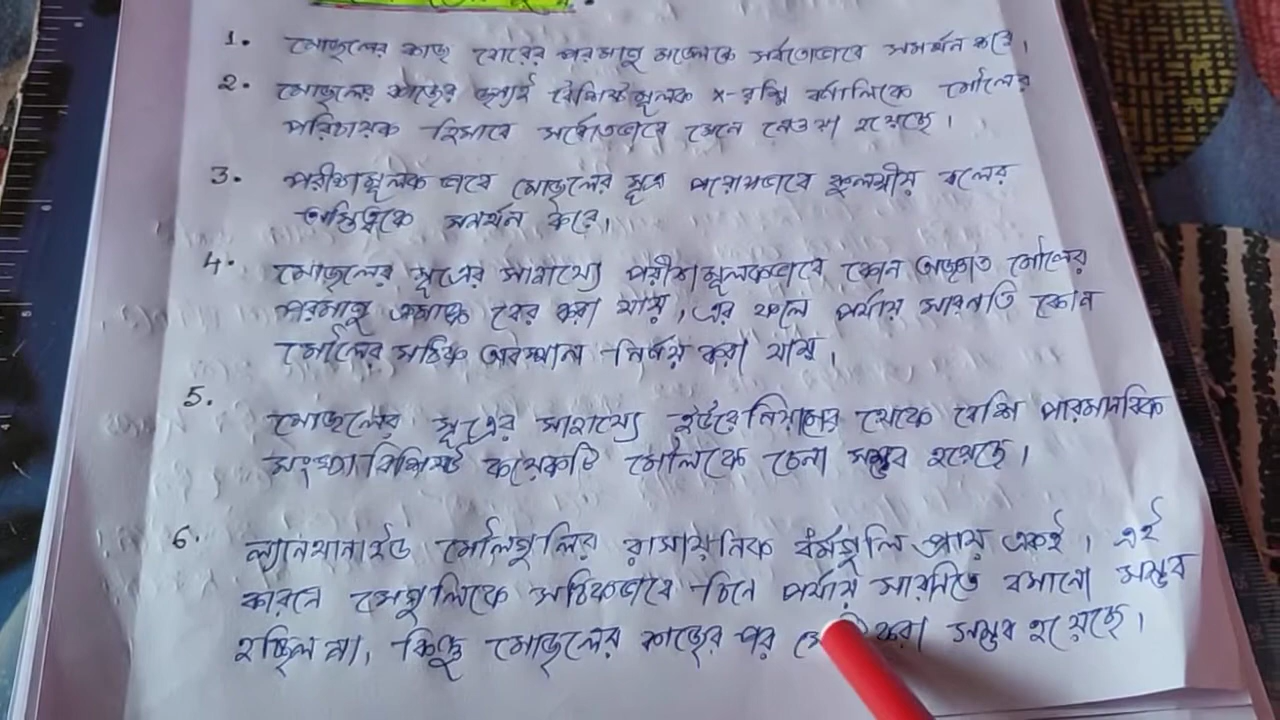 1. মোজলের কাজ বোরের পরমাণু মডেলকে সর্বতোভাবে সমর্থন করে।
2. মোজলের কাজের জন্যই বৈশিষ্ট্যমূলক X-রশ্মি বর্ণালিকে মৌলের
পরিচায়ক হিসাবে সর্বতোভাবে মেনে নেওয়া হয়েছে।
3. পরীক্ষামূলক ভাবে মোজলের সূত্র পরোক্ষভাবে কুলম্বীয় বলের
অস্তিত্বকে সমর্থন করে।
4. মোজলের সূত্রের সাহায্যে পরীক্ষামূলকভাবে কোন অজ্ঞাত মৌলের
পরমাণু ক্রমাঙ্ক বের করা যায়, এর ফলে পর্যায় সারনীতে কোন
মৌলের সঠিক অবস্থান নির্ণয় করা যায়।
5. মোজলের সূত্রের সাহায্যে ইউরেনিয়ামের থেকে বেশি পারমানবিক
সংখ্যাবিশিষ্ট কয়েকটি মৌলকে চেনা সম্ভব হয়েছে।
6. ল্যানথানাইড মৌলগুলির রাসায়নিক ধর্মগুলি প্রায় একই। এই
কারনে সেগুলিকে সঠিকভাবে চিনে পর্যায় সারনিতে বসানো সম্ভব
হচ্ছিল না, কিন্তু মোজলের কাজের পর করা সম্ভব হয়েছে।